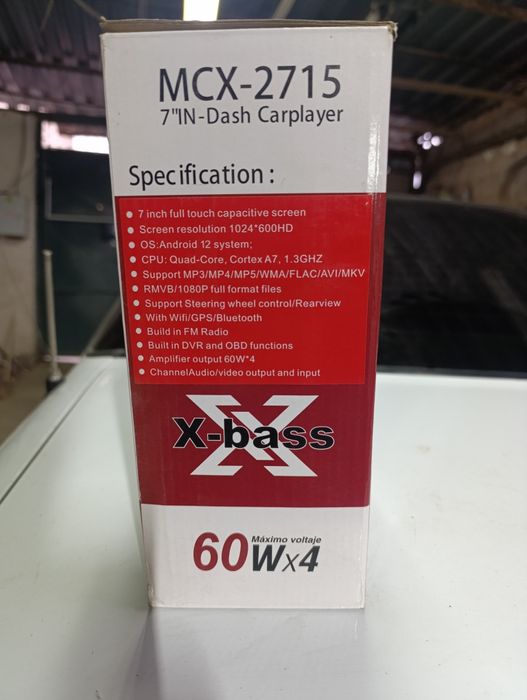 MCX-2715
7"IN-Dash Carplayer
Specification :
7 inch full touch capacitive screen
Screen resolution 1024*600HD
OS:Android 12 system;
CPU: Quad-Core, Cortex A7, 1.3GHZ
Support MP3/MP4/MP5/WMA/FLAC/AVI/MKV
RMVB/1080P full format files
Support Steering wheel control/Rearview
With Wifi/GPS/Bluetooth
Build in FM Radio
Built in DVR and OBD functions
Amplifier output 60W*4
ChannelAudio/video output and input
X-bass
Máximo voltaje
60Wx4